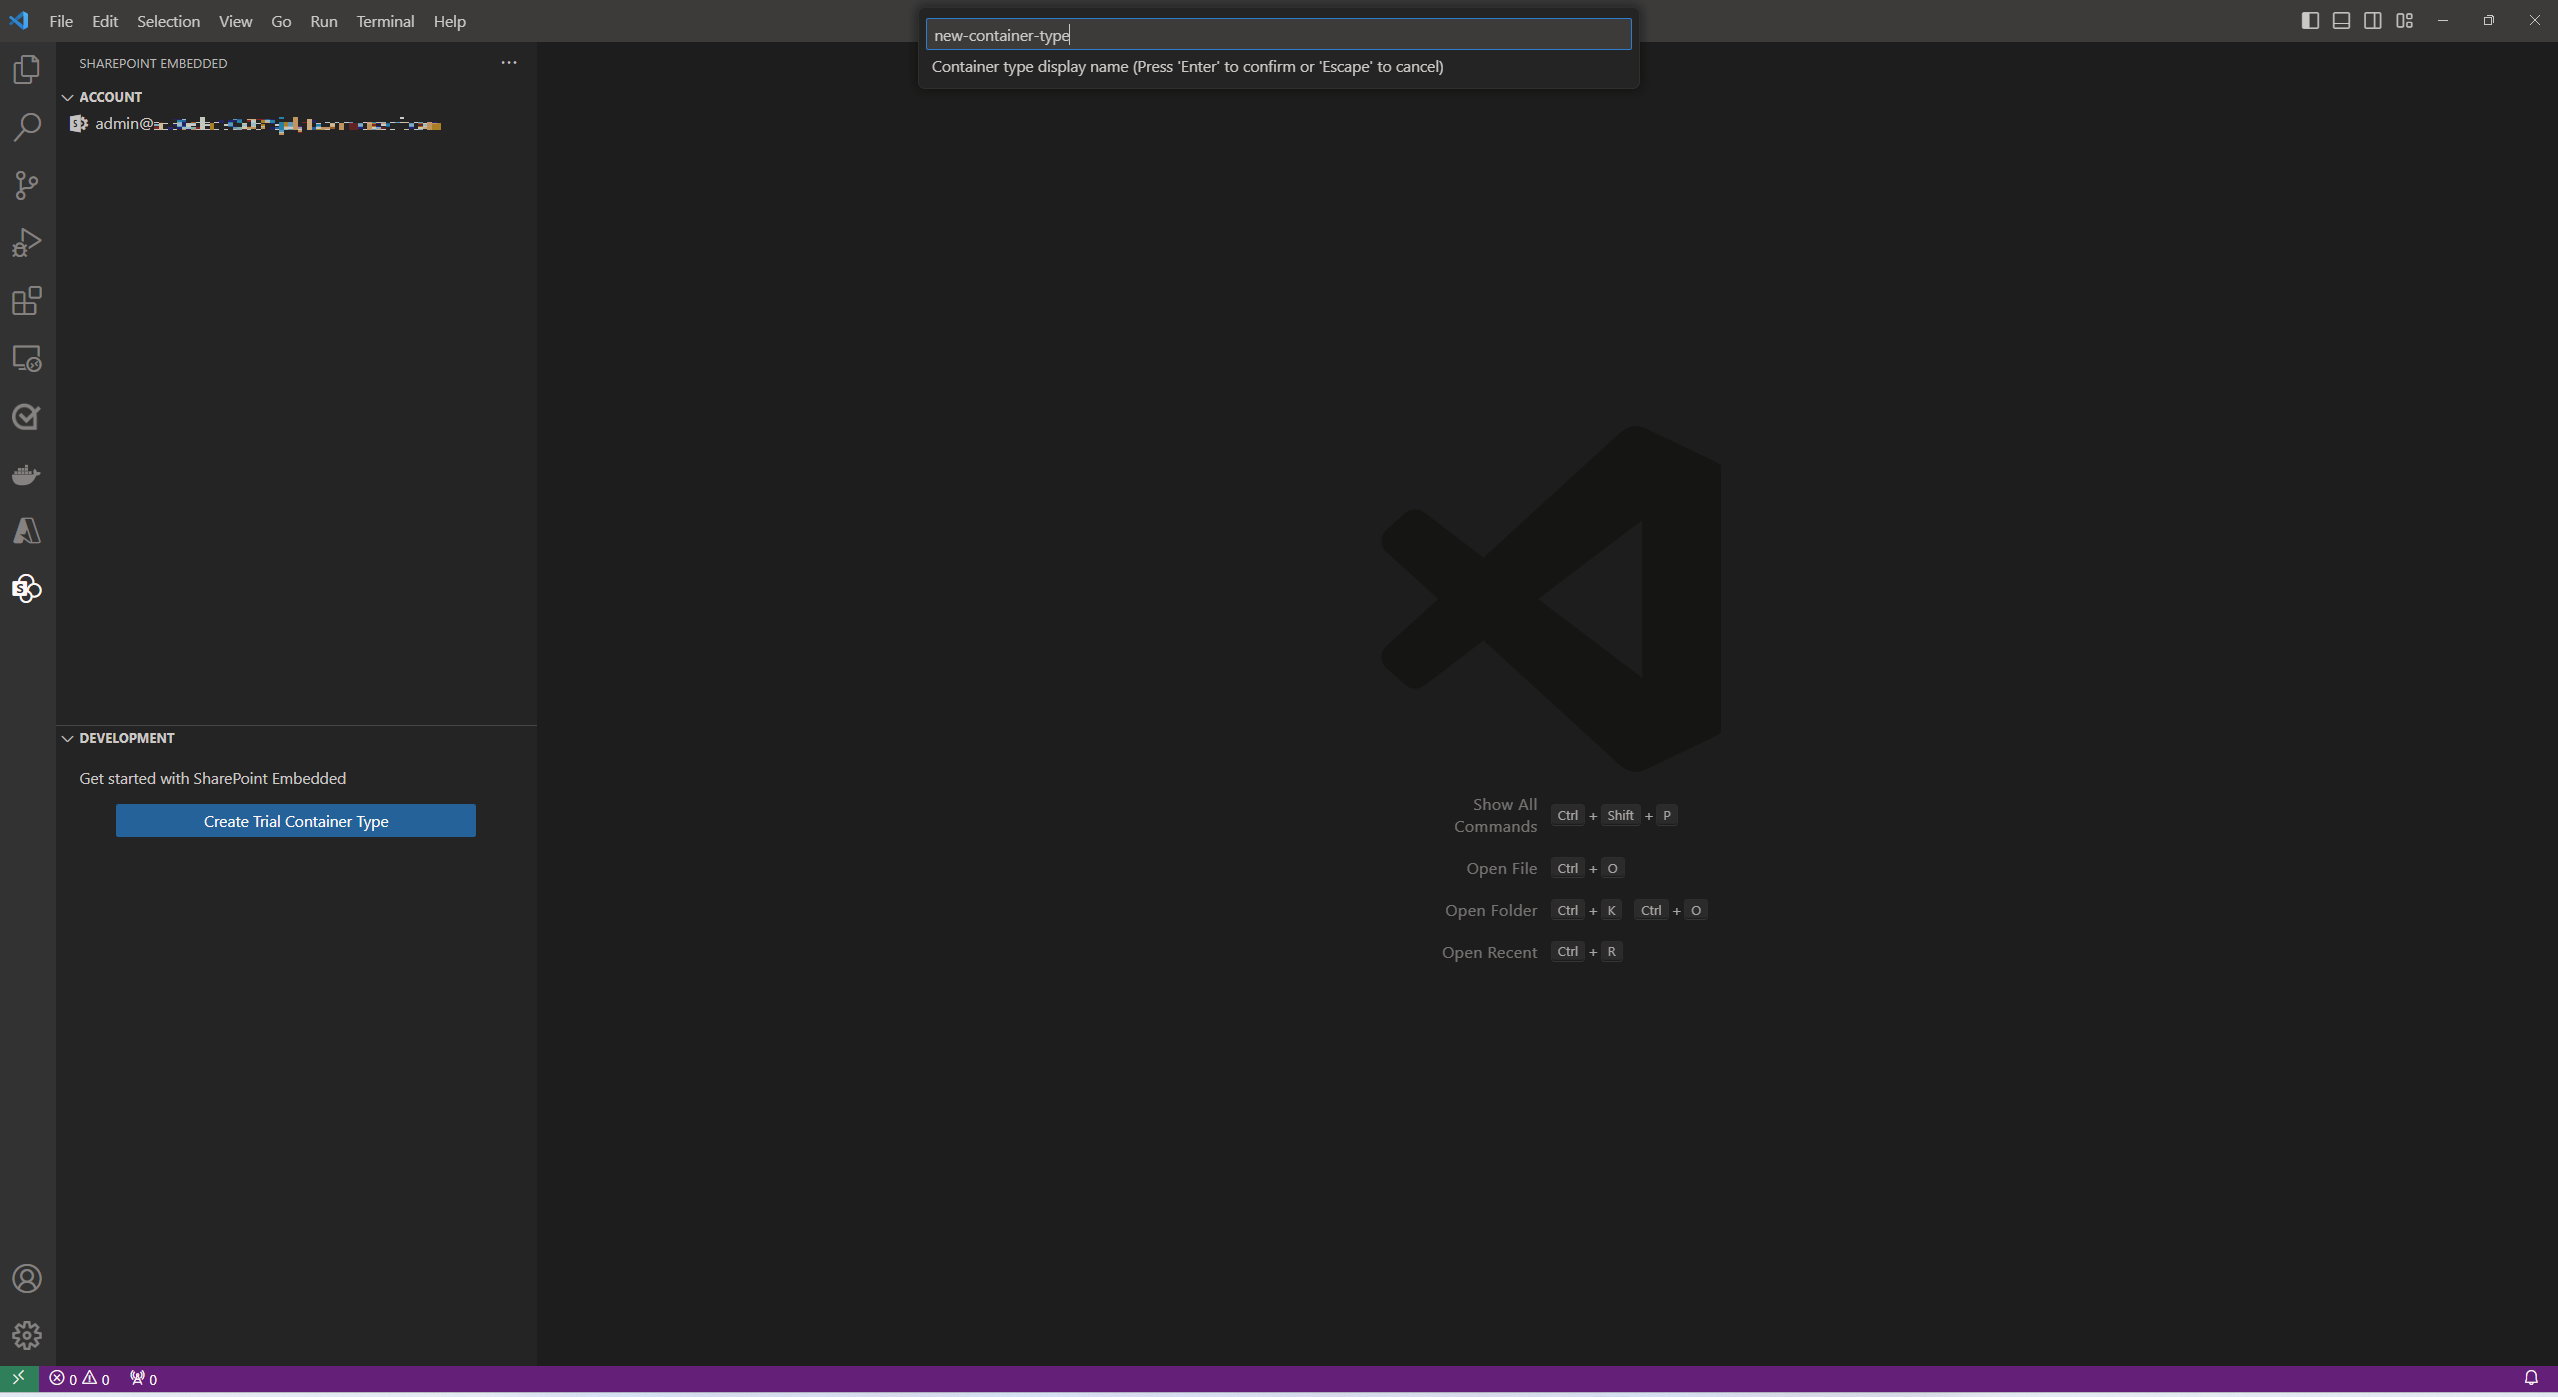 File Edit Selection View Go Run Terminal Help
new-container-type
Container type display name (Press 'Enter' to confirm or 'Escape' to cancel)
SHAREPOINT EMBEDDED
ACCOUNT
admin@
DEVELOPMENT
Get started with SharePoint Embedded
Create Trial Container Type
Show All
Commands
Ctrl + Shift + P
Open File Ctrl + O
Open Folder Ctrl + K Ctrl + O
Open Recent Ctrl + R
0 0 0